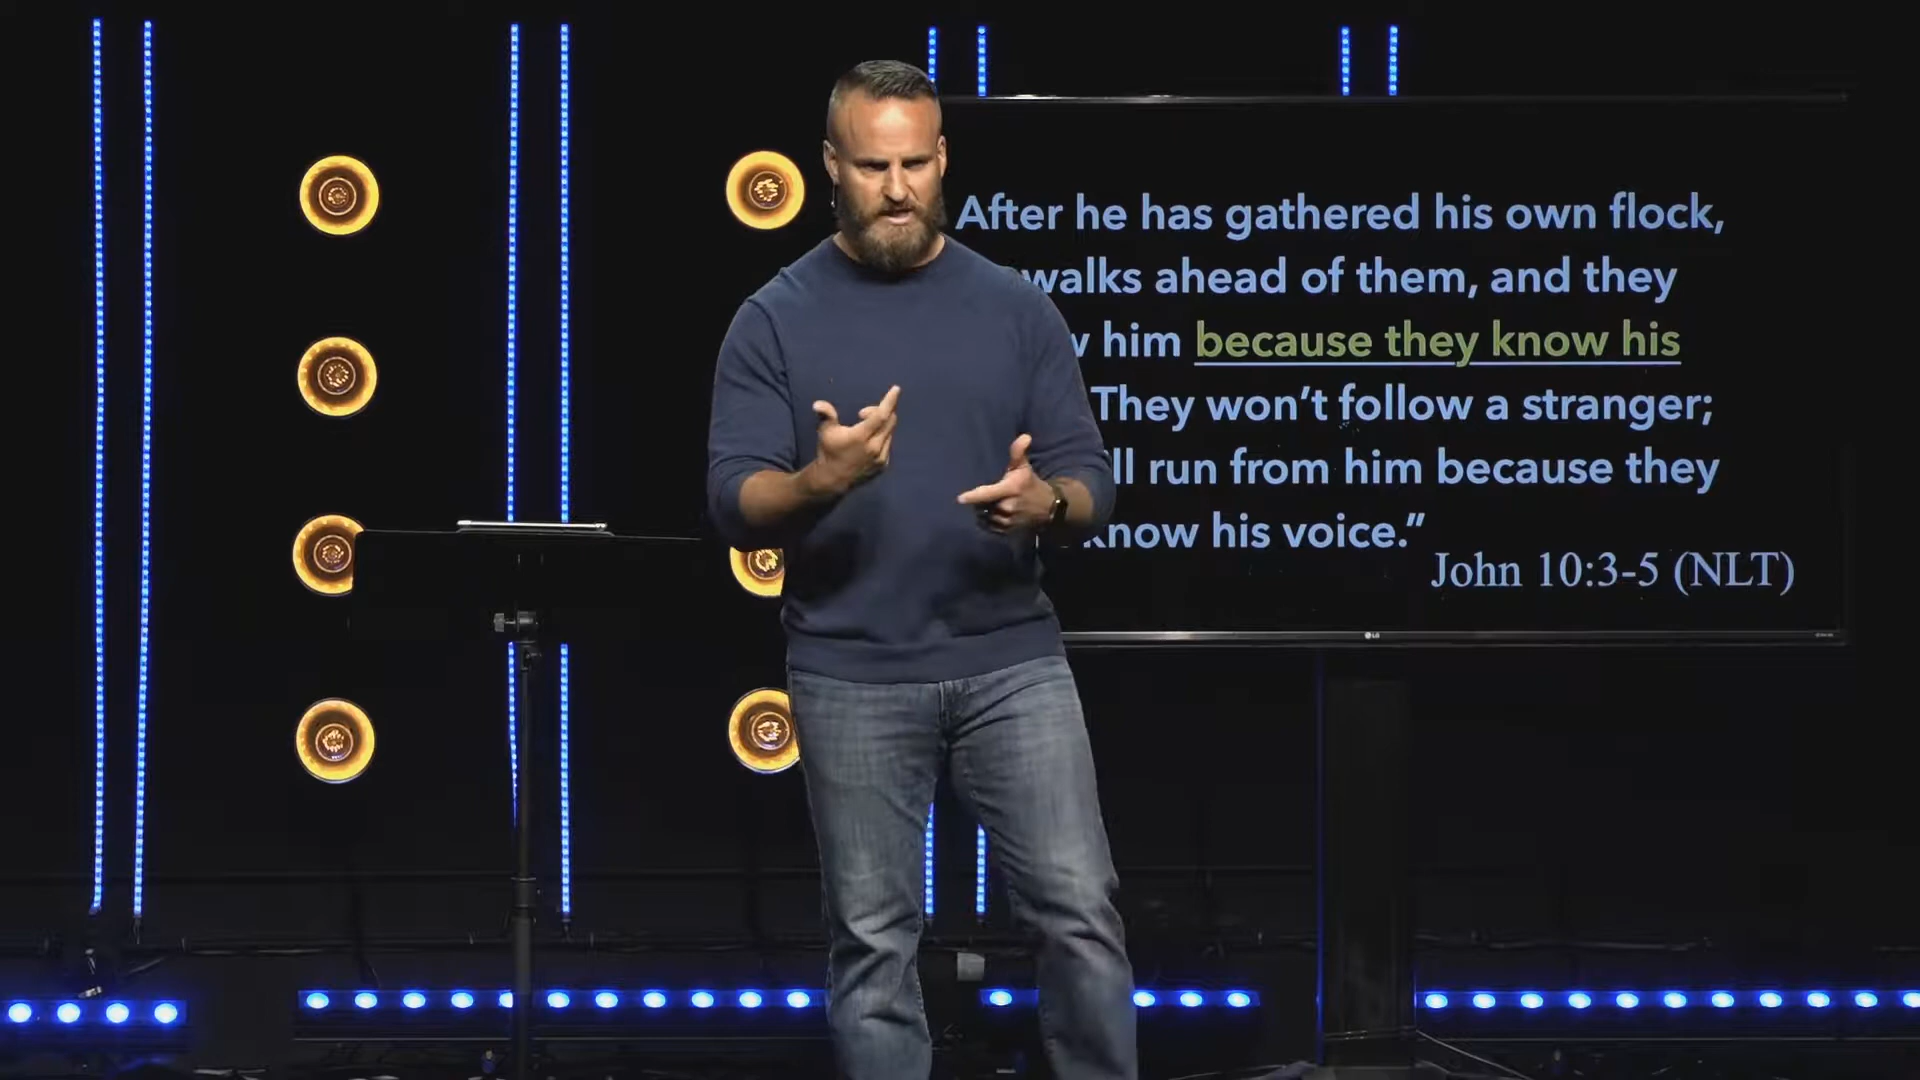 After he has gathered his own flock,
walks ahead of them, and they
him because they know his
They won't follow a stranger;
run from him because they
know his voice.”
John 10:3-5 (NLT)
LG